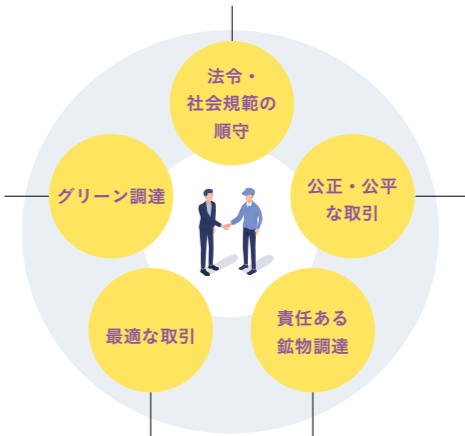 法令・
社会規範の
順守
グリーン調達
公正・公平
な取引
最適な取引
責任ある
鉱物調達